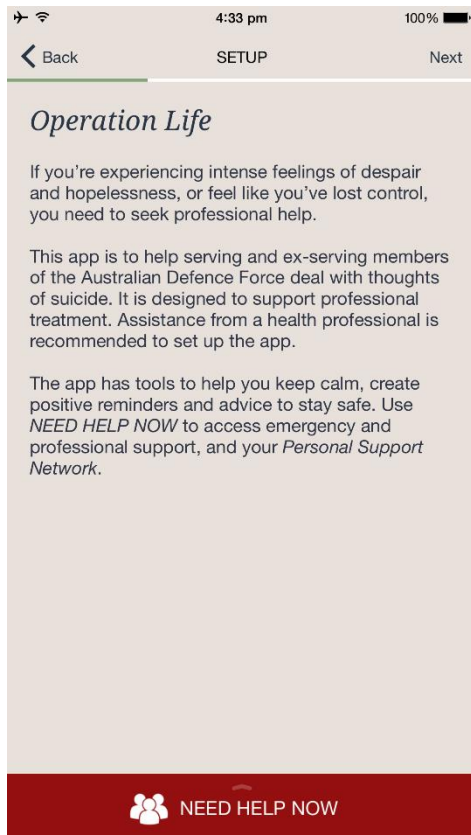 4:33 pm 100%
Back SETUP Next
Operation Life
If you’re experiencing intense feelings of despair
and hopelessness, or feel like you’ve lost control,
you need to seek professional help.
This app is to help serving and ex-serving members
of the Australian Defence Force deal with thoughts
of suicide. It is designed to support professional
treatment. Assistance from a health professional is
recommended to set up the app.
The app has tools to help you keep calm, create
positive reminders and advice to stay safe. Use
NEED HELP NOW to access emergency and
professional support, and your Personal Support
Network.
NEED HELP NOW